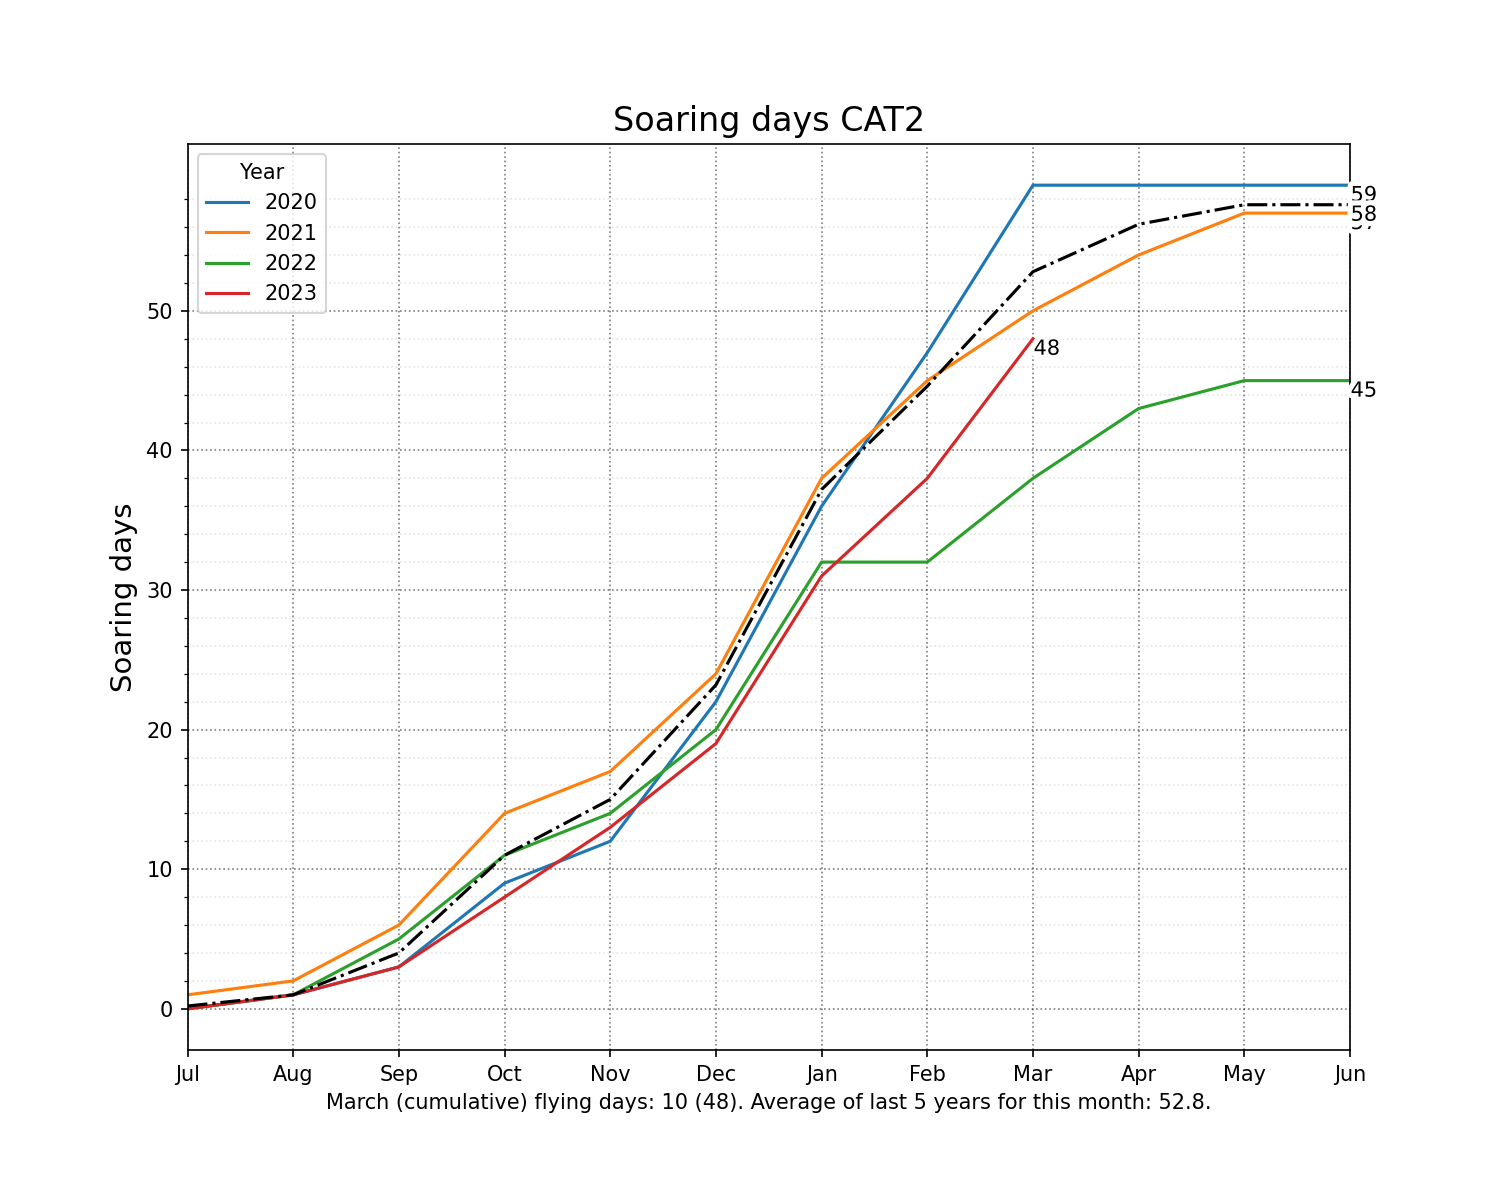 Soaring days CAT2
Year
2020
2021
2022
2023
59
58
48
45
50
40
30
20
10
0
Soaring days
Jul Aug Sep Oct Nov Dec Jan Feb Mar Apr May Jun
March (cumulative) flying days: 10 (48). Average of last 5 years for this month: 52.8.